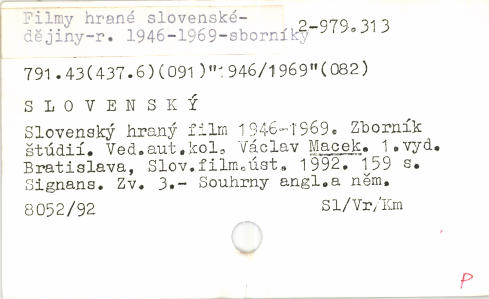 Filmy hrané slovenské-
dějiny-r. 1946-1969-sborníky
2-979.313
791.43(437.6)(091)"1946/1969"(082)
S L O V E N S K Ý
Slovenský hraný film 1946-1969. Zborník
štúdií. Ved.aut.kol. Václav Macek. 1.vyd.
Bratislava, Slov.film.úst. 1992. 159 s.
Signans. Zv. 3.- Souhrny angl.a něm.
8052/92 Sl/Vr/Km
P